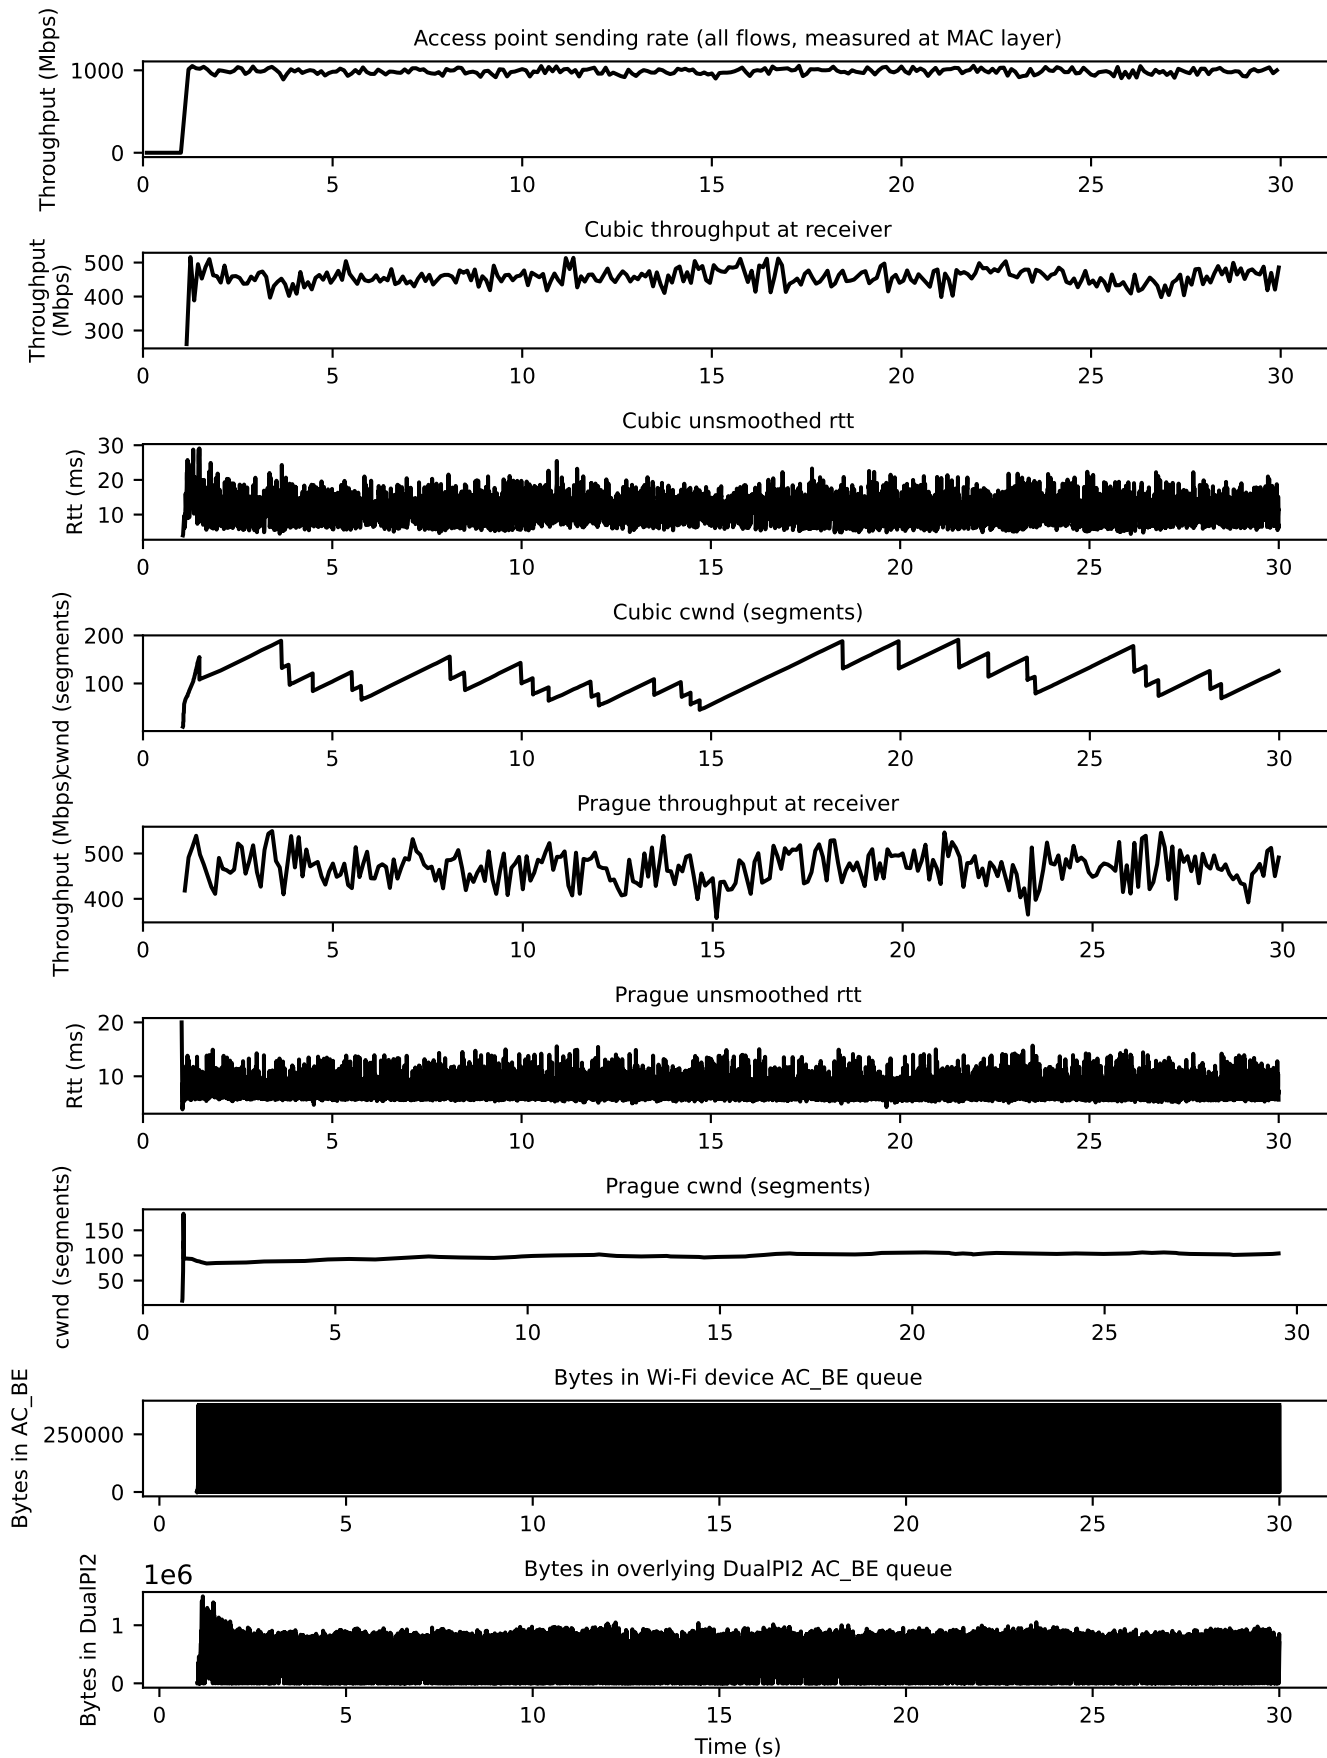 Access point sending rate (all flows, measured at MAC layer)
Throughput (Mbps)
1000
0
0 5 10 15 20 25 30
Cubic throughput at receiver
Throughput
(Mbps)
500
400
300
0 5 10 15 20 25 30
Cubic unsmoothed rtt
Rtt (ms)
30
20
10
0 5 10 15 20 25 30
Cubic cwnd (segments)
cwnd (segments)
200
100
0 5 10 15 20 25 30
Prague throughput at receiver
Throughput (Mbps)
500
400
0 5 10 15 20 25 30
Prague unsmoothed rtt
Rtt (ms)
20
10
0 5 10 15 20 25 30
Prague cwnd (segments)
cwnd (segments)
150
100
50
0 5 10 15 20 25 30
Bytes in Wi-Fi device AC_BE queue
Bytes in AC_BE
250000
0
0 5 10 15 20 25 30
Bytes in overlying DualPI2 AC_BE queue
Bytes in DualPI2
1e6
1
0
0 5 10 15 20 25 30
Time (s)